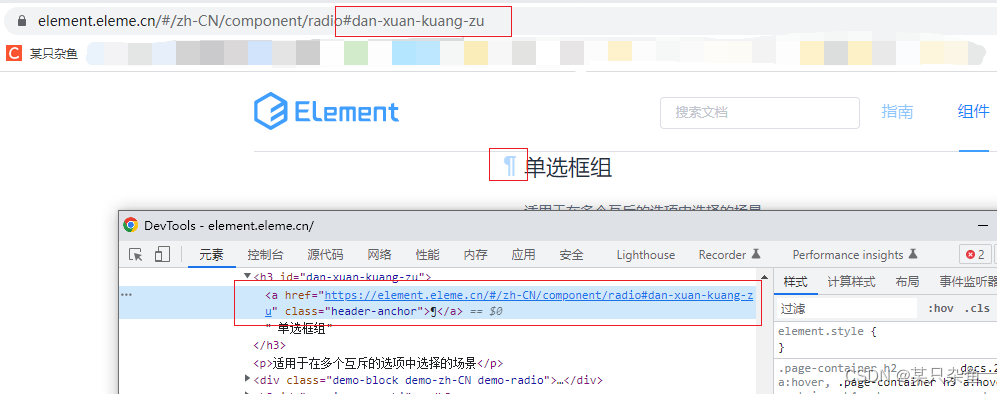 element.eleme.cn/#/zh-CN/component/radio#dan-xuan-kuang-zu
C 某只杂鱼
Element 搜索文档 指南 组件
¶ 单选框组
适用于在多个互斥的选项中选择的场景
DevTools - element.eleme.cn/
元素 控制台 源代码 网络 性能 内存 应用 安全 Lighthouse Recorder Performance insights 2
<h3 id="dan-xuan-kuang-zu"> 样式 计算样式 布局 事件监听器
<a href="https://element.eleme.cn/#/zh-CN/component/radio#dan-xuan-kuang-z
u" class="header-anchor">¶</a> == $0
" 单选框组"
</h3>
<p>适用于在多个互斥的选项中选择的场景</p>
<div class="demo-block demo-zh-CN demo-radio">…</div>
过滤 :hov .cls
element.style {
}
.page-container h2 docs.2
a:hover, .page-container h3 a:hov
CSDN @某只杂鱼